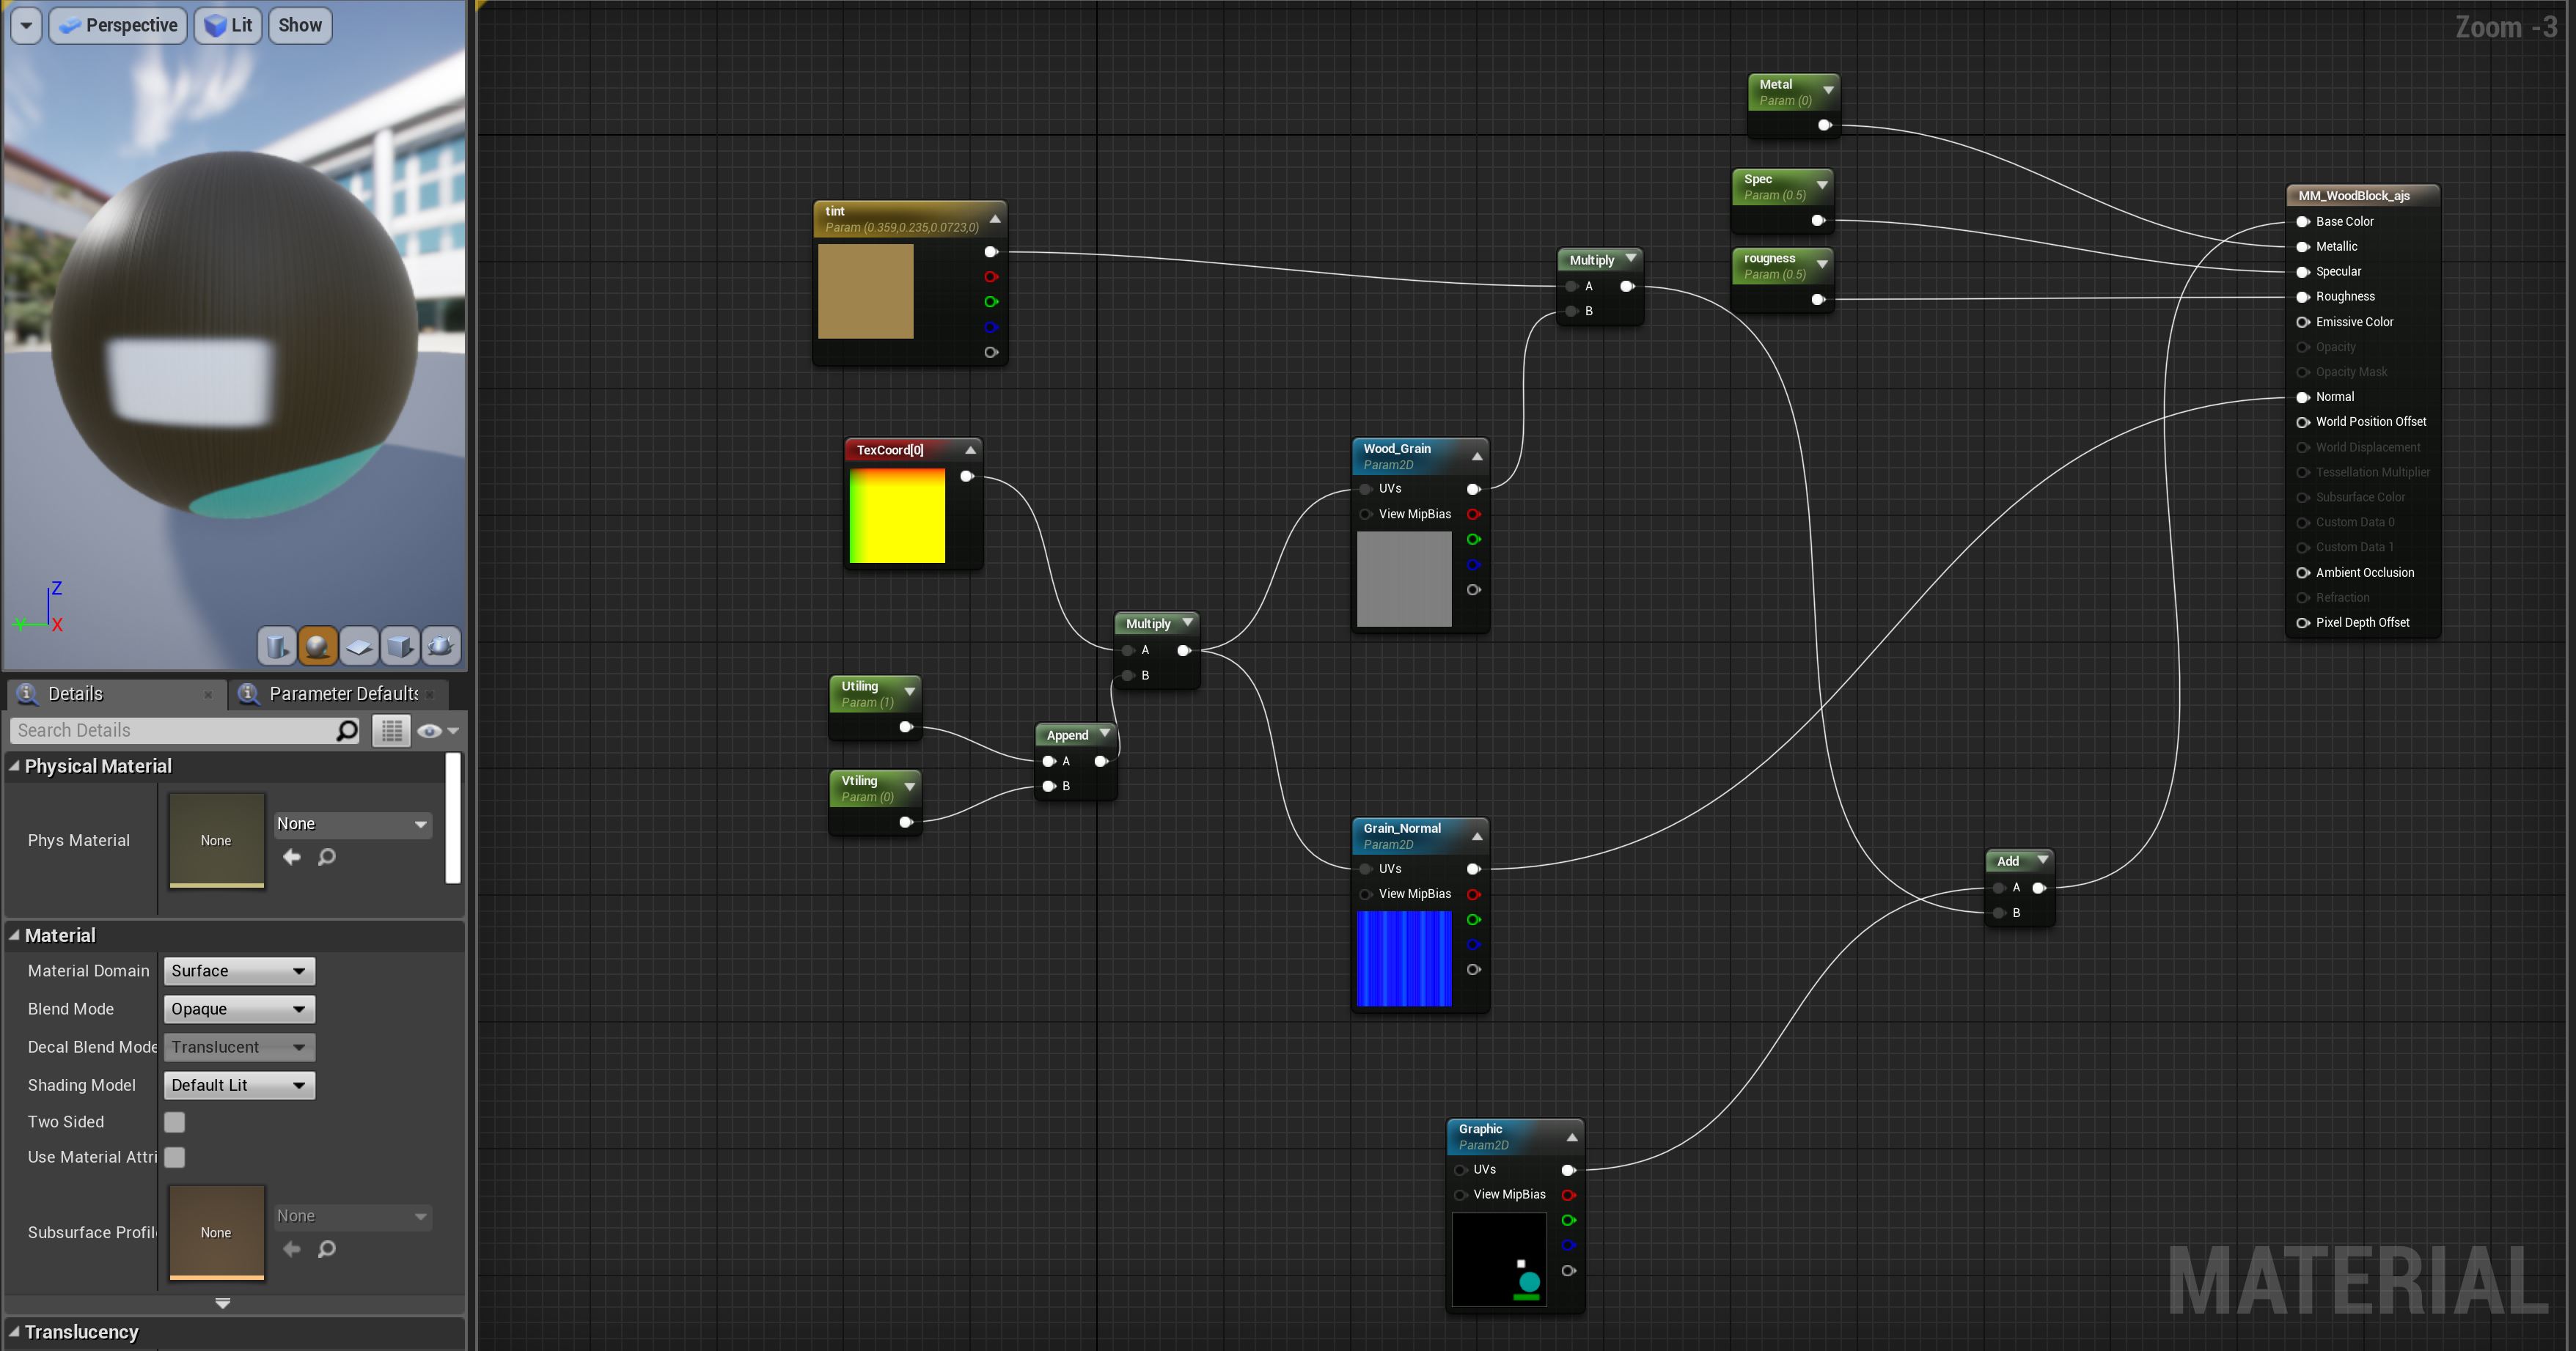 Perspective
Lit
Show
Zoom -3
Z
Y
X
Details
Parameter Defaults
Search Details
Physical Material
Phys Material
None
None
Material
Material Domain
Surface
Blend Mode
Opaque
Decal Blend Mode
Translucent
Shading Model
Default Lit
Two Sided
Use Material Attri
Subsurface Profil
None
None
Translucency
tint
Param (0.359,0.235,0.0723,0)
TexCoord[0]
Utiling
Param (1)
Vtiling
Param (0)
Append
A
B
Multiply
A
B
Wood_Grain
Param2D
UVs
View MipBias
Grain_Normal
Param2D
UVs
View MipBias
Graphic
Param2D
UVs
View MipBias
Multiply
A
B
Metal
Param (0)
Spec
Param (0.5)
rougness
Param (0.5)
Add
A
B
MM_WoodBlock_ajs
Base Color
Metallic
Specular
Roughness
Emissive Color
Opacity
Opacity Mask
Normal
World Position Offset
World Displacement
Tessellation Multiplier
Subsurface Color
Custom Data 0
Custom Data 1
Ambient Occlusion
Refraction
Pixel Depth Offset
MATERIAL